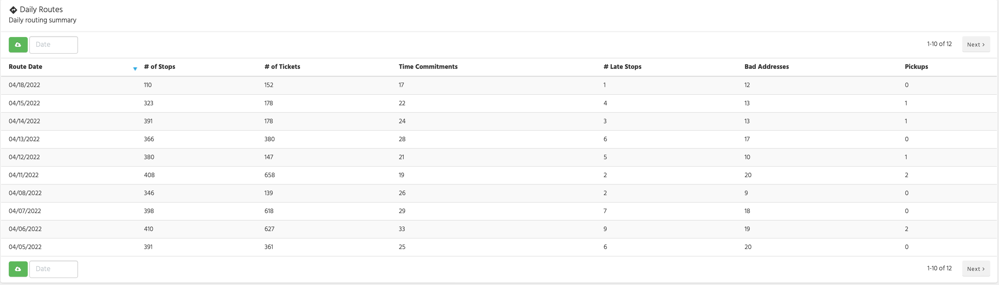 Daily Routes
Daily routing summary
Date 1-10 of 12 Next >
Route Date # of Stops # of Tickets Time Commitments # Late Stops Bad Addresses Pickups
04/18/2022 110 152 17 1 12 0
04/15/2022 323 178 22 4 13 1
04/14/2022 391 178 24 3 13 1
04/13/2022 366 380 28 6 17 0
04/12/2022 380 147 21 5 10 1
04/11/2022 408 658 19 2 20 2
04/08/2022 346 139 26 2 9 0
04/07/2022 398 618 29 7 18 0
04/06/2022 410 627 33 9 19 2
04/05/2022 391 361 25 6 20 0
Date 1-10 of 12 Next >